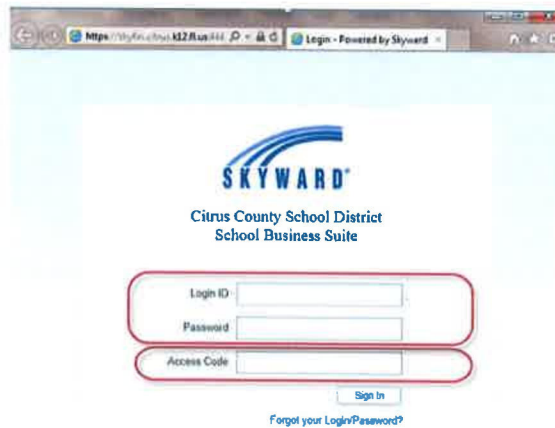 Login - Powered by Skyward
SKYWARD®
Citrus County School District
School Business Suite
Login ID
Password
Access Code
Sign In
Forgot your Login/Password?